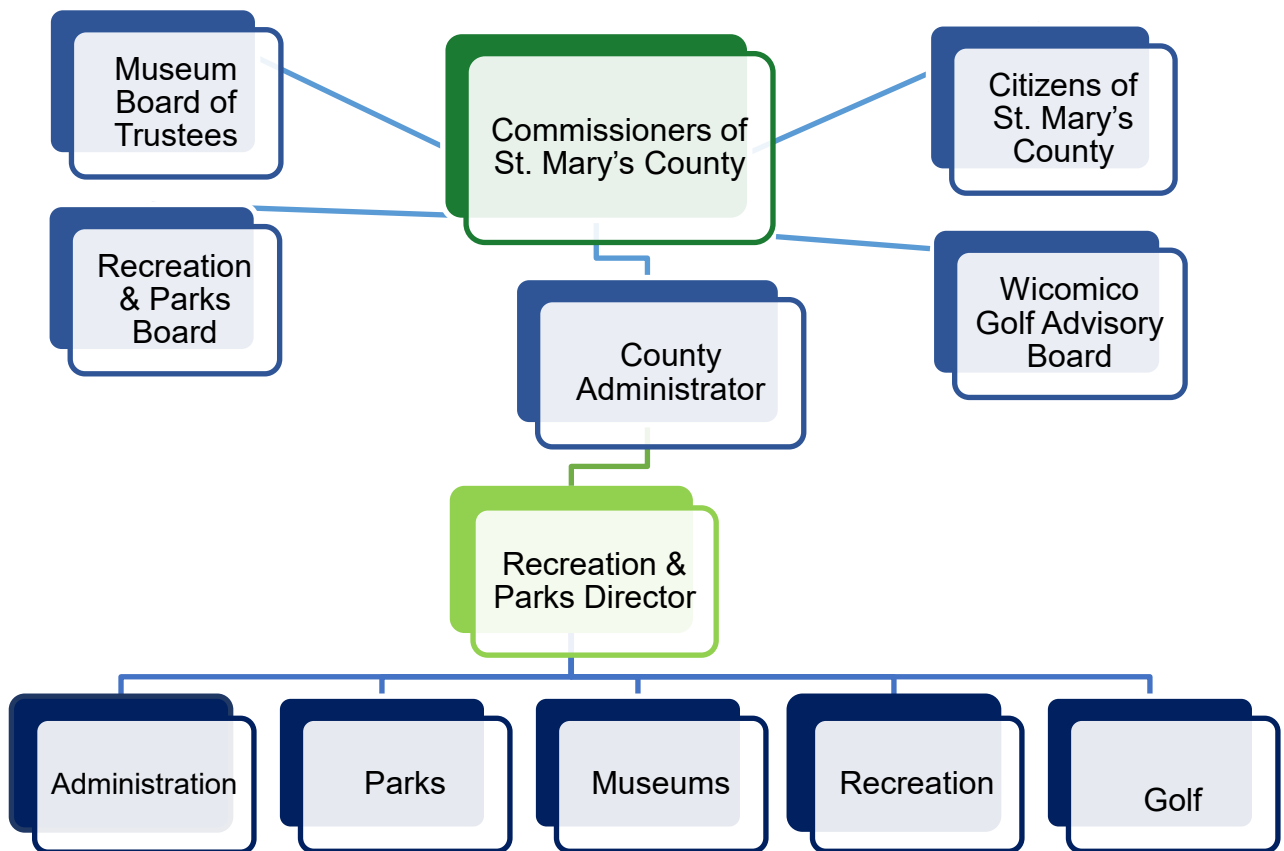 Museum
Board of
Trustees
Commissioners of
St. Mary’s County
Citizens of
St. Mary’s
County
Recreation
& Parks
Board
Wicomico
Golf Advisory
Board
County
Administrator
Recreation &
Parks Director
Administration
Parks
Museums
Recreation
Golf